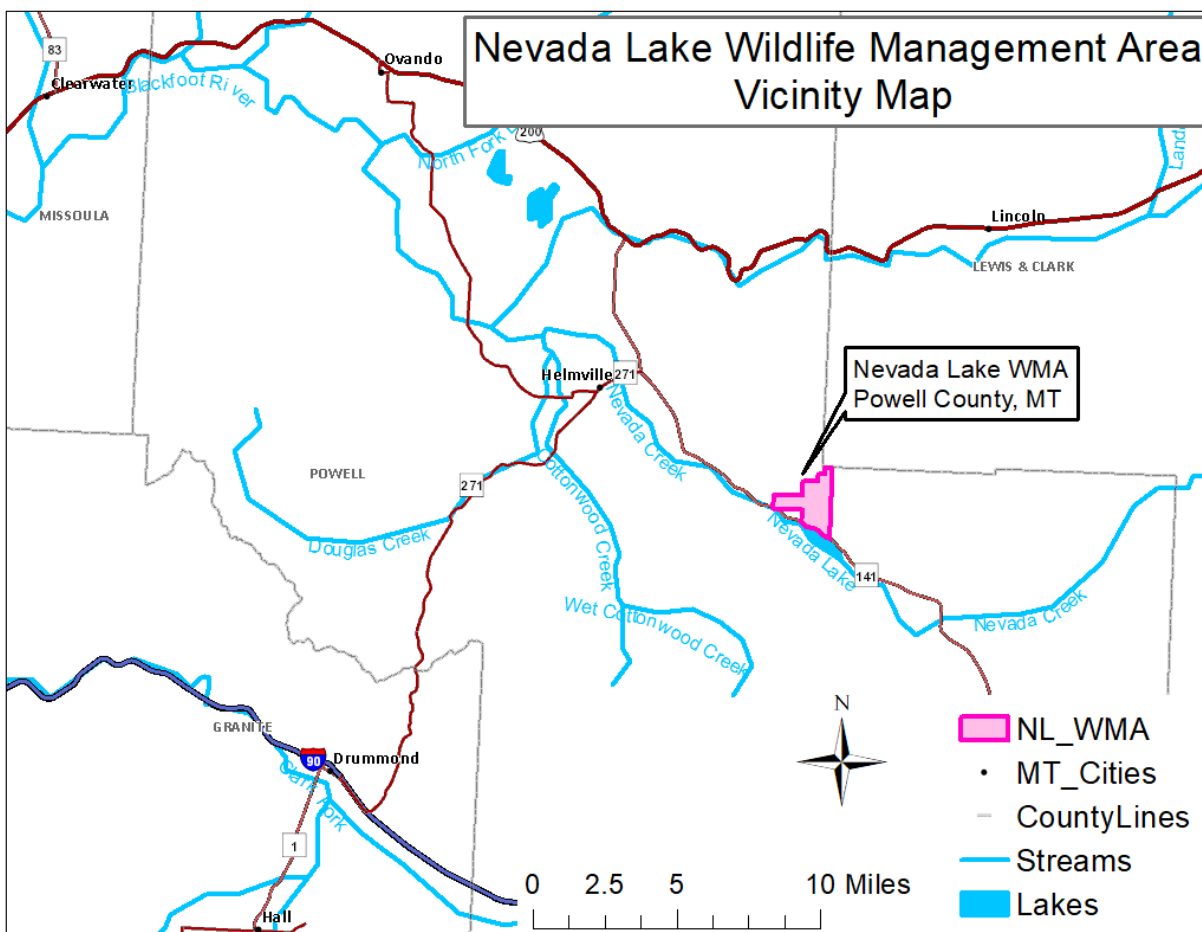 Nevada Lake Wildlife Management Area
Vicinity Map
83
Clearwater
Ovando
Blackfoot River
North Fork
200
Lincoln
MISSOULA
LEWIS & CLARK
Nevada Lake WMA
Powell County, MT
Helmville
271
Nevada Creek
POWELL
271
Cottonwood Creek
Douglas Creek
Nevada Lake
141
Wet Cottonwood Creek
Nevada Creek
GRANITE
90
Drummond
Clark Fork
1
Hall
N
NL_WMA
MT_Cities
CountyLines
Streams
Lakes
0 2.5 5 10 Miles